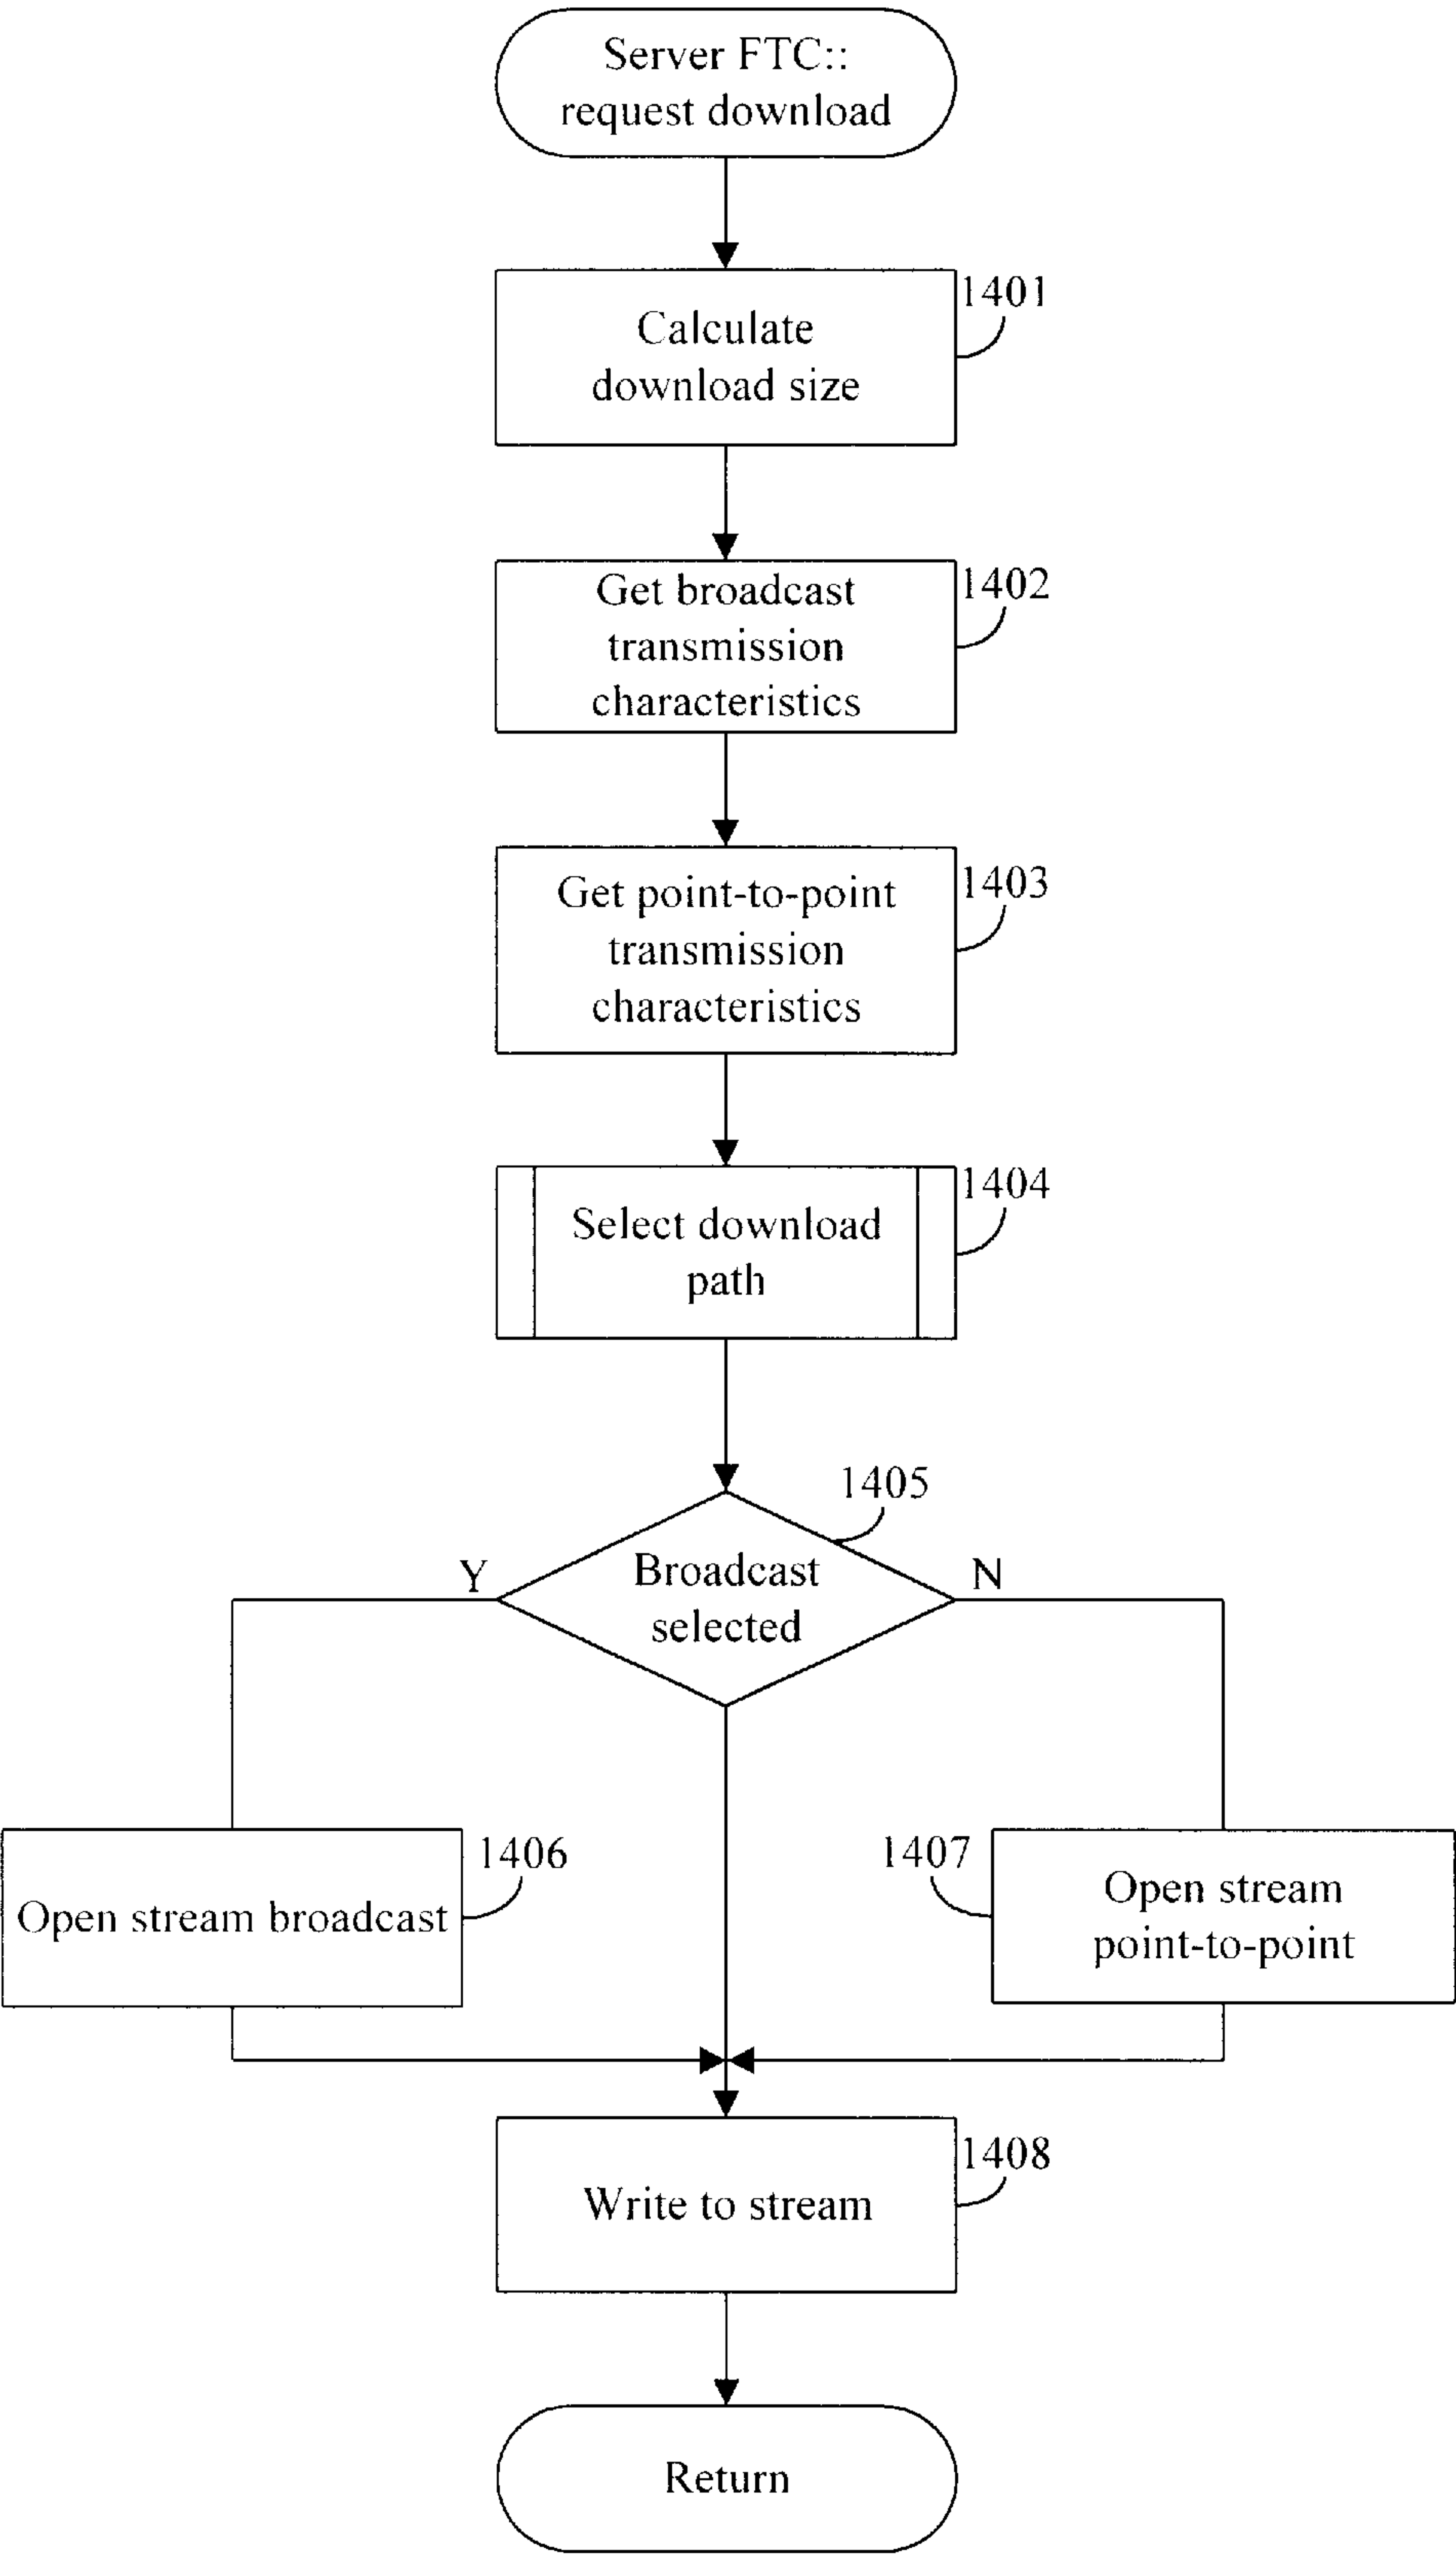 Server FTC::
request download
1401
Calculate
download size
1402
Get broadcast
transmission
characteristics
1403
Get point-to-point
transmission
characteristics
1404
Select download
path
1405
Y
Broadcast
selected
N
1406
Open stream broadcast
1407
Open stream
point-to-point
1408
Write to stream
Return